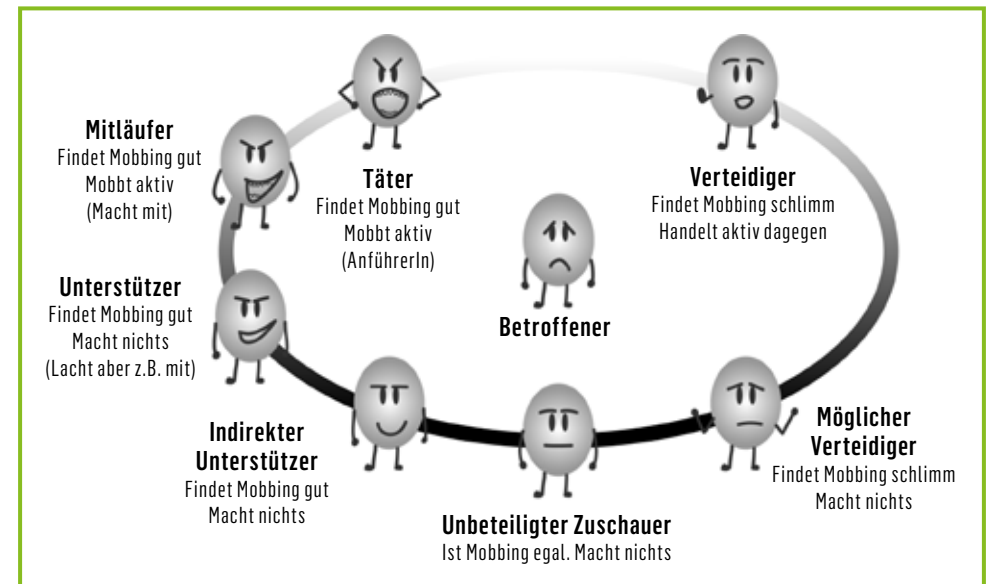 Mitläufer
Findet Mobbing gut
Mobbt aktiv
(Macht mit)
Täter
Findet Mobbing gut
Mobbt aktiv
(AnführerIn)
Verteidiger
Findet Mobbing schlimm
Handelt aktiv dagegen
Unterstützer
Findet Mobbing gut
Macht nichts
(Lacht aber z.B. mit)
Betroffener
Indirekter
Unterstützer
Findet Mobbing gut
Macht nichts
Unbeteiligter Zuschauer
Ist Mobbing egal. Macht nichts
Möglicher
Verteidiger
Findet Mobbing schlimm
Macht nichts